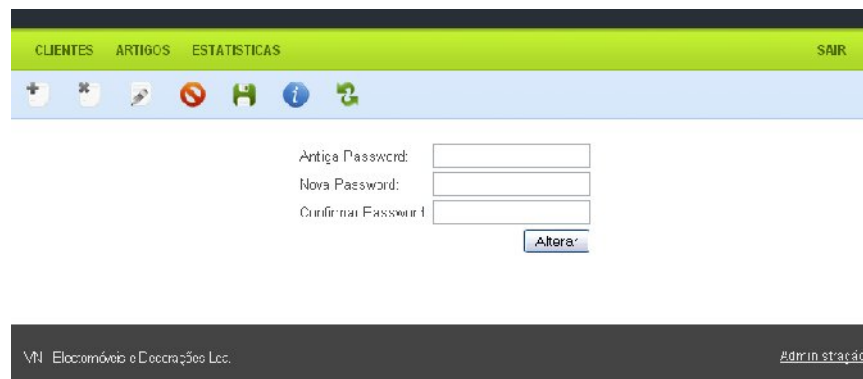 CLIENTES ARTIGOS ESTATISTICAS SAIR
Antiga Password:
Nova Password:
Confirmar Password
Alterar
VN Electromóveis e Decorações Lda. Administração